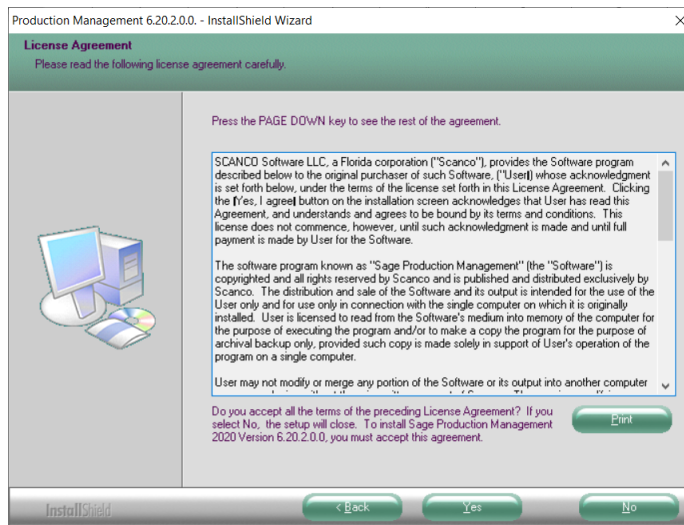 Production Management 6.20.2.0.0. - InstallShield Wizard
License Agreement
Please read the following license agreement carefully.
Press the PAGE DOWN key to see the rest of the agreement.
SCANCO Software LLC, a Florida corporation ("Scanco"), provides the Software program
described below to the original purchaser of such Software, ("User) whose acknowledgment
is set forth below, under the terms of the license set forth in this License Agreement. Clicking
the Yes, I agree button on the installation screen acknowledges that User has read this
Agreement, and understands and agrees to be bound by its terms and conditions. This
license does not commence, however, until such acknowledgment is made and until full
payment is made by User for the Software.
The software program known as "Sage Production Management" (the "Software") is
copyrighted and all rights reserved by Scanco and is published and distributed exclusively by
Scanco. The distribution and sale of the Software and its output is intended for the use of the
User only and for use only in connection with the single computer on which it is originally
installed. User is licensed to read from the Software's medium into memory of the computer for
the purpose of executing the program and/or to make a copy the program for the purpose of
archival backup only, provided such copy is made solely in support of User's operation of the
program on a single computer.
User may not modify or merge any portion of the Software or its output into another computer
Do you accept all the terms of the preceding License Agreement? If you
select No, the setup will close. To install Sage Production Management
2020 Version 6.20.2.0.0, you must accept this agreement.
Print
InstallShield
< Back
Yes
No